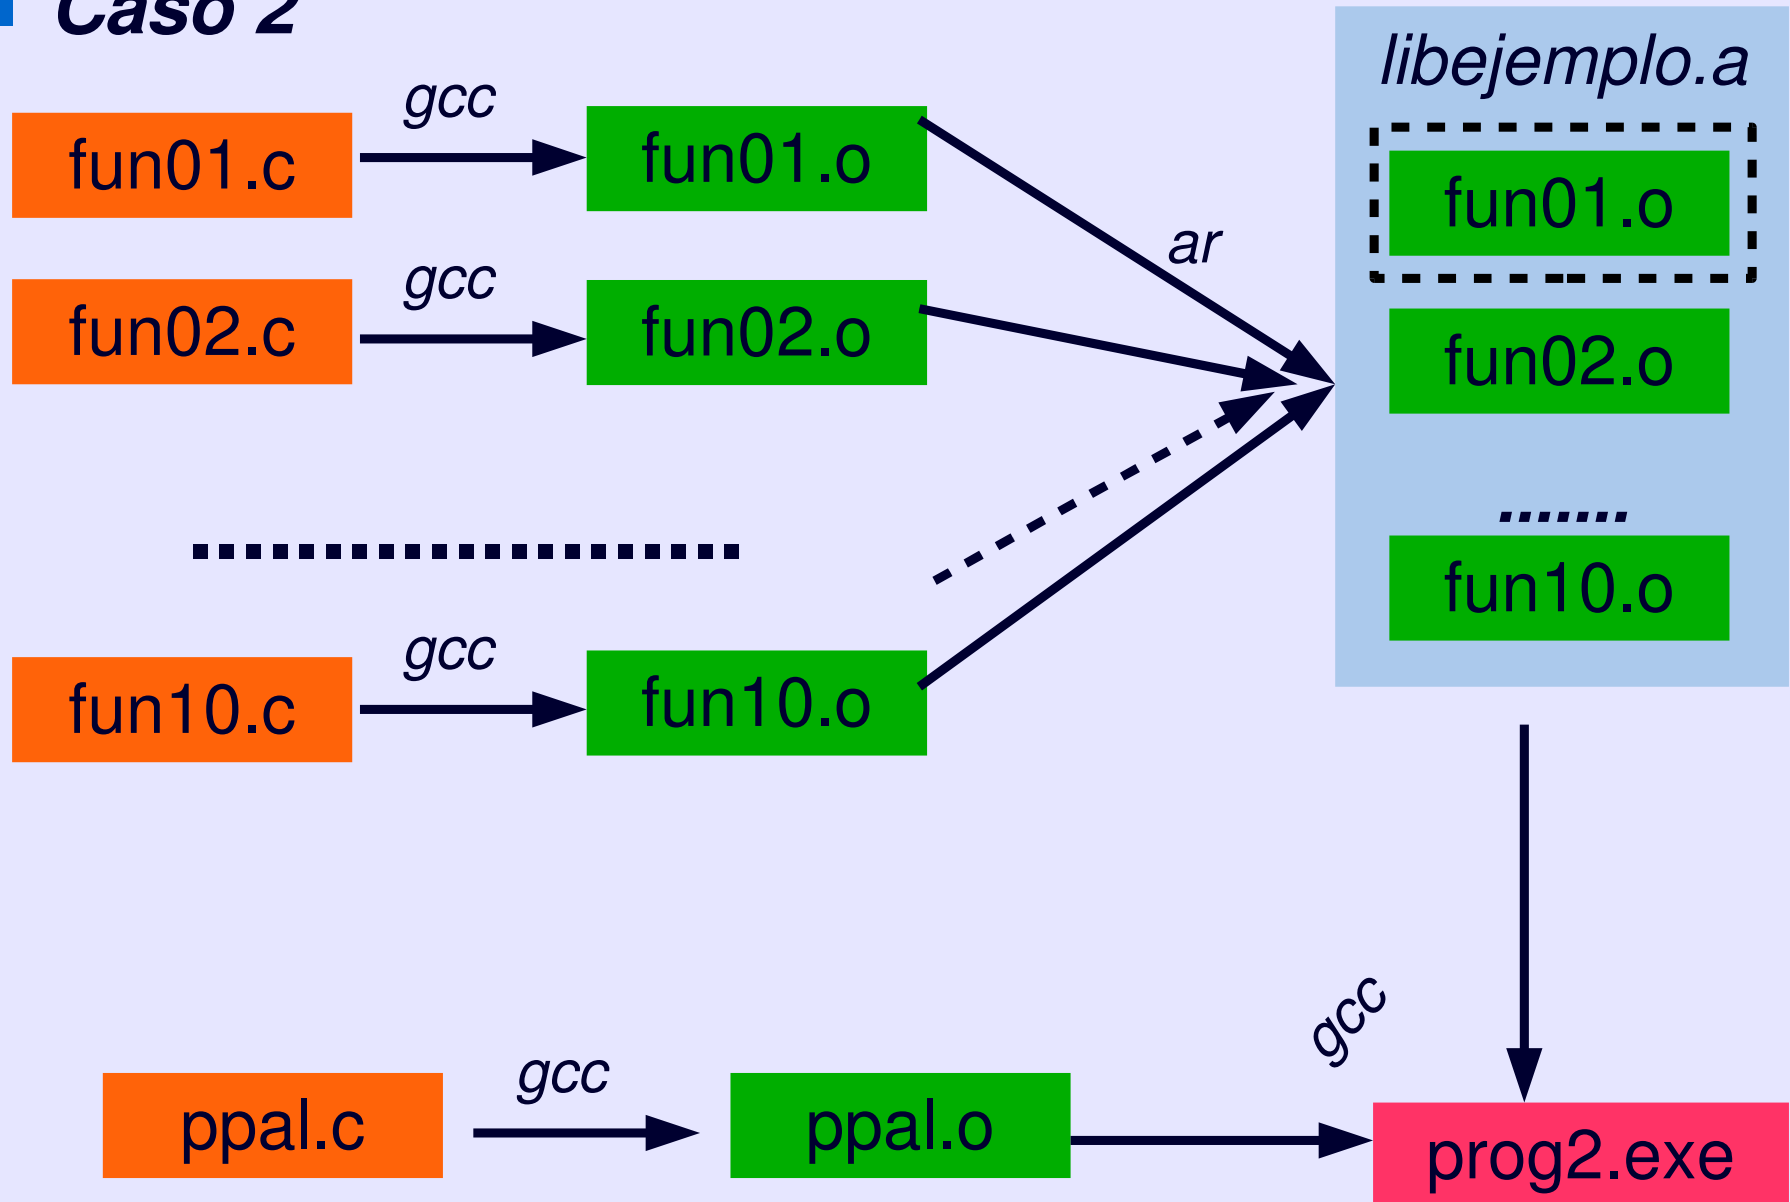 Caso 2
libejemplo.a
gcc
fun01.c
fun01.o
ar
fun01.o
gcc
fun02.c
fun02.o
fun02.o
.......
fun10.o
gcc
fun10.c
fun10.o
gcc
gcc
ppal.c
ppal.o
prog2.exe